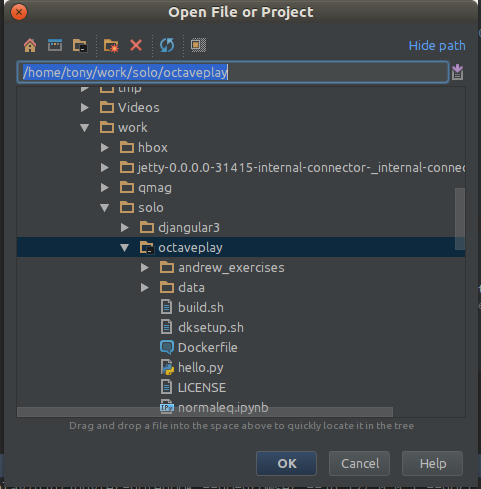 Open File or Project
Hide path
/home/tony/work/solo/octaveplay
tmp
Videos
work
hbox
jetty-0.0.0.0-31415-internal-connector-_internal-connec
qmag
solo
djangular3
octaveplay
andrew_exercises
data
build.sh
dksetup.sh
Dockerfile
hello.py
LICENSE
normaleq.ipynb
Drag and drop a file into the space above to quickly locate it in the tree
OK
Cancel
Help